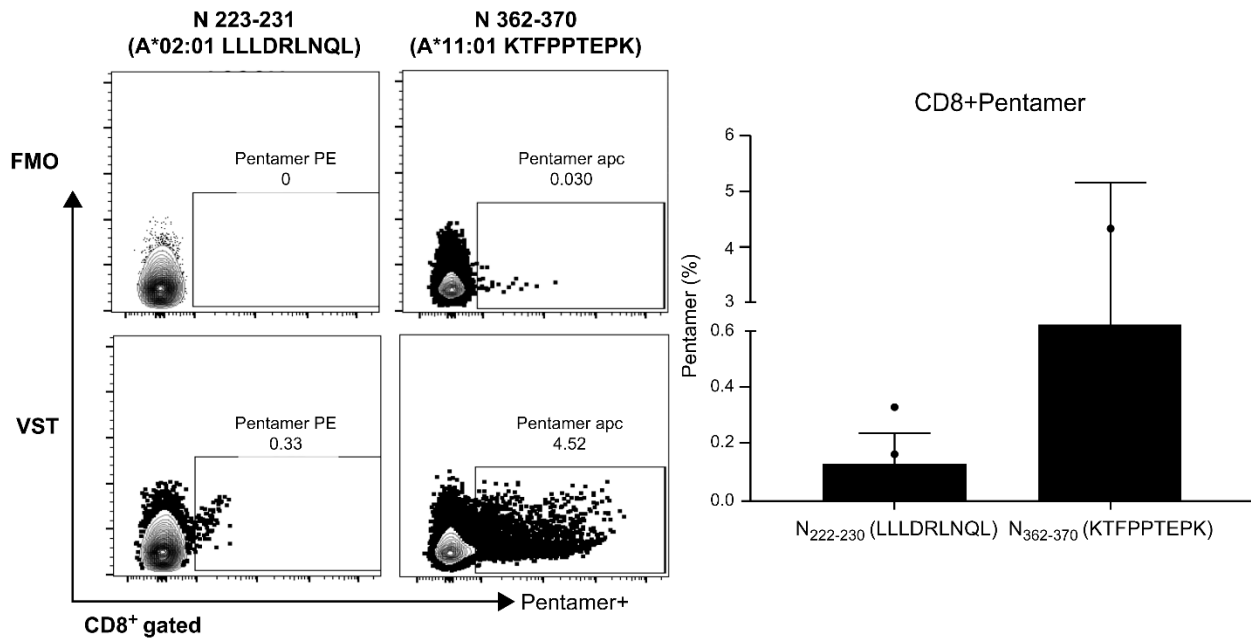 N 223-231
(A*02:01 LLLDRLNQL)
N 362-370
(A*11:01 KTFPPTEPK)
FMO
Pentamer PE
0
Pentamer apc
0.030
VST
Pentamer PE
0.33
Pentamer apc
4.52
Pentamer+
CD8+ gated
CD8+Pentamer
Pentamer (%)
6
5
4
3
0.6
0.4
0.2
0.0
N222-230 (LLLDRLNQL)
N362-370 (KTFPPTEPK)